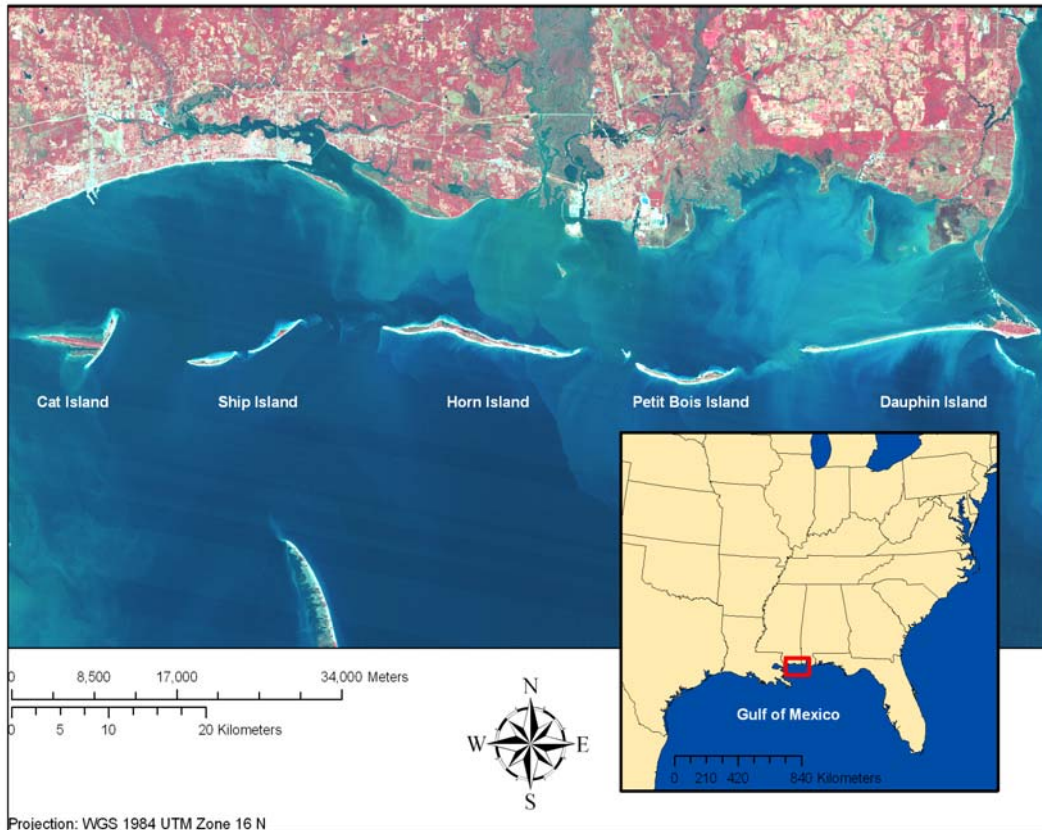 Cat Island
Ship Island
Horn Island
Petit Bois Island
Dauphin Island
0 8,500 17,000 34,000 Meters
0 5 10 20 Kilometers
N
W E
S
Gulf of Mexico
0 210 420 840 Kilometers
Projection: WGS 1984 UTM Zone 16 N